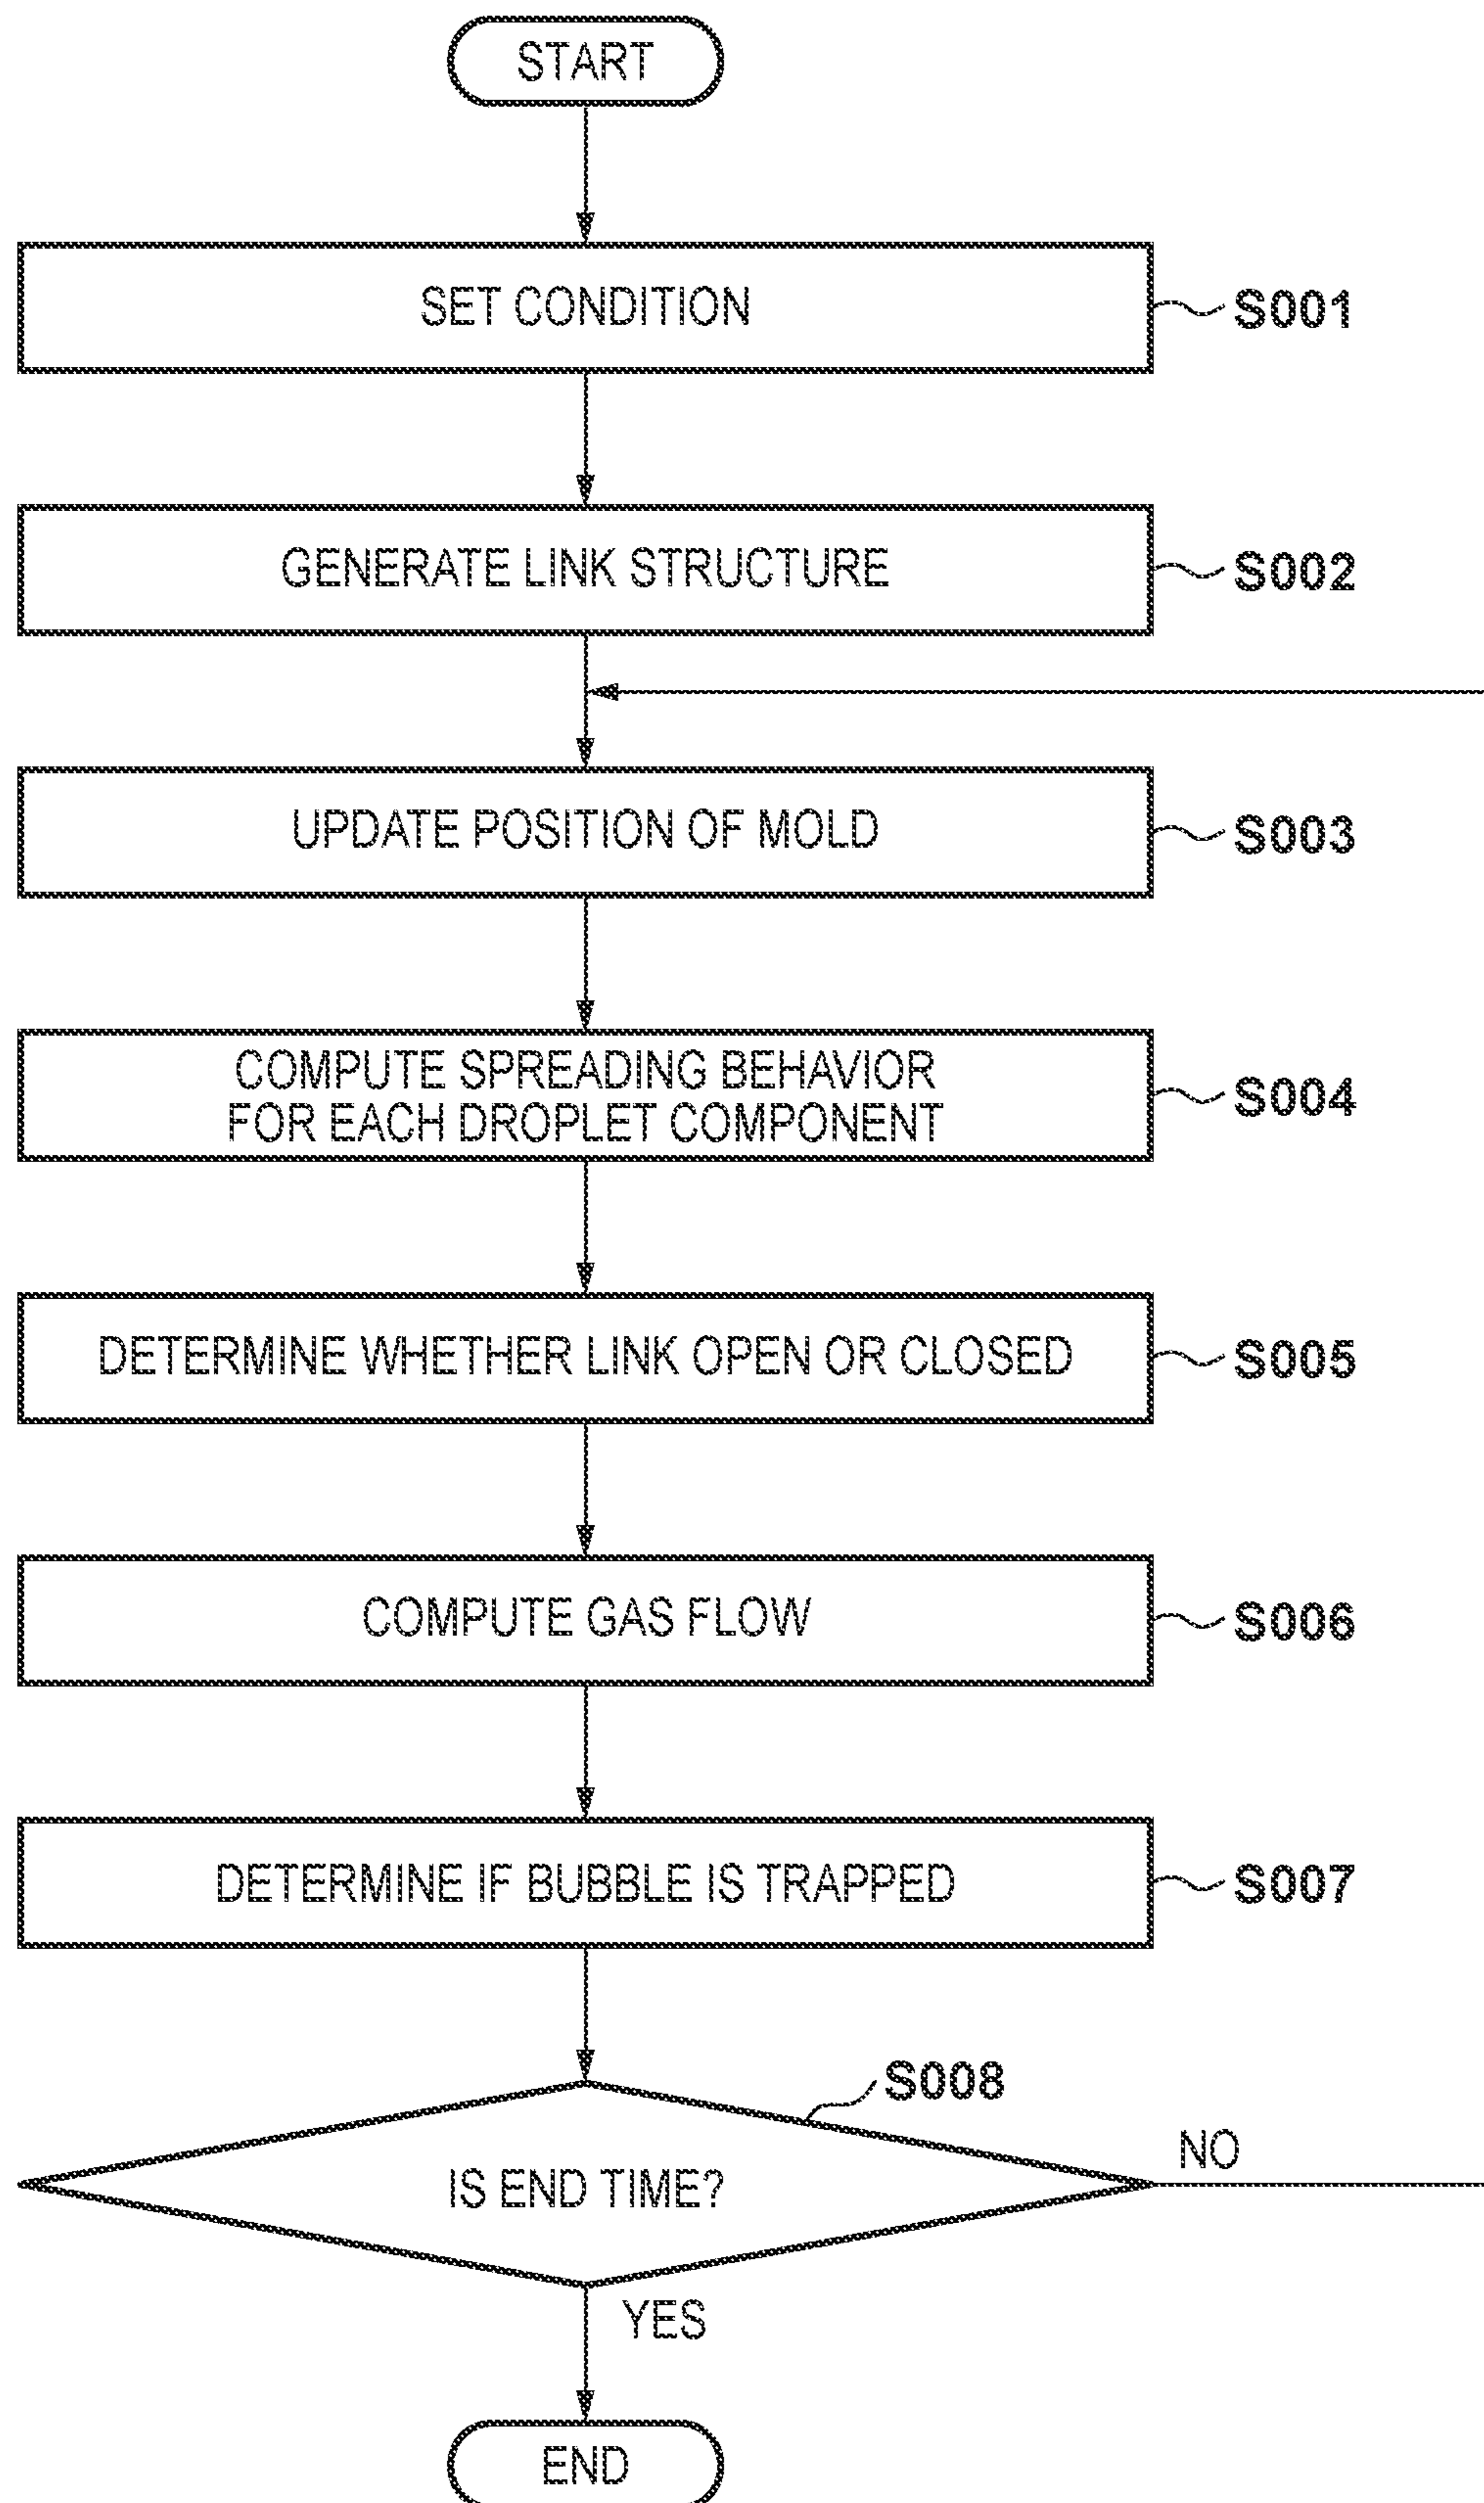 START
SET CONDITION
S001
GENERATE LINK STRUCTURE
S002
UPDATE POSITION OF MOLD
S003
COMPUTE SPREADING BEHAVIOR
FOR EACH DROPLET COMPONENT
S004
DETERMINE WHETHER LINK OPEN OR CLOSED
S005
COMPUTE GAS FLOW
S006
DETERMINE IF BUBBLE IS TRAPPED
S007
S008
IS END TIME?
NO
YES
END